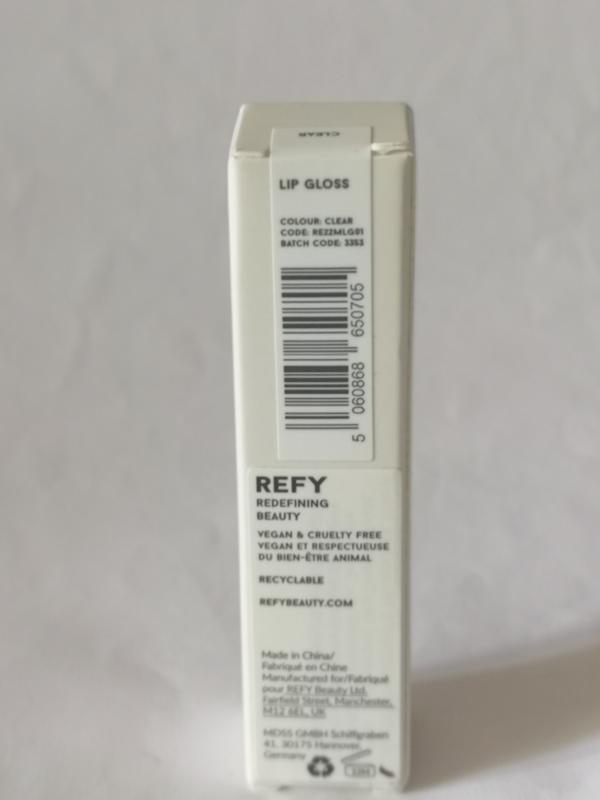 CLEAR
LIP GLOSS
COLOUR: CLEAR
CODE: RE22MLG01
BATCH CODE: 3353
5 060868 650705
REFY
REDEFINING
BEAUTY
VEGAN & CRUELTY FREE
VEGAN ET RESPECTUEUSE
DU BIEN-ÊTRE ANIMAL
RECYCLABLE
REFYBEAUTY.COM
Made in China/
Fabriqué en Chine
Manufactured for/Fabriqué
pour REFY Beauty Ltd.
Fairfield Street, Manchester,
M12 6EL, UK
MDSS GMBH Schiffgraben
41, 30175 Hannover,
Germany